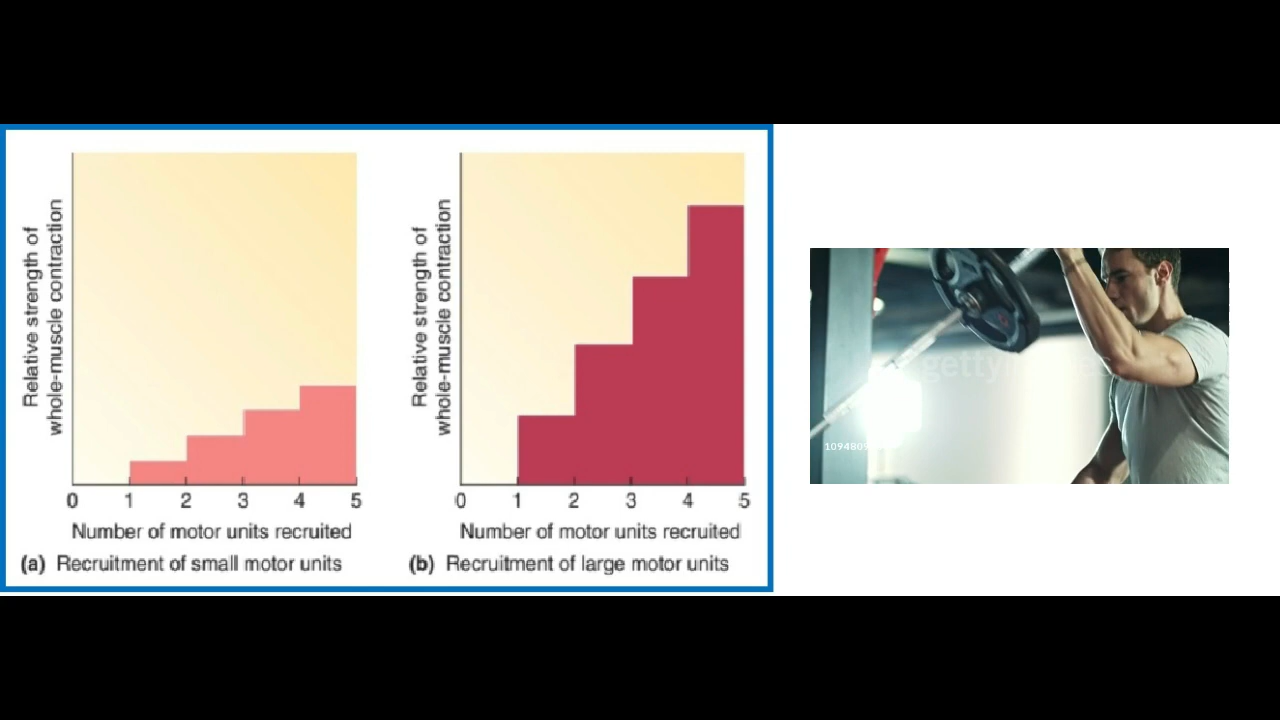 Relative strength of
whole-muscle contraction
0 1 2 3 4 5
Number of motor units recruited
(a) Recruitment of small motor units
Relative strength of
whole-muscle contraction
0 1 2 3 4 5
Number of motor units recruited
(b) Recruitment of large motor units
getty